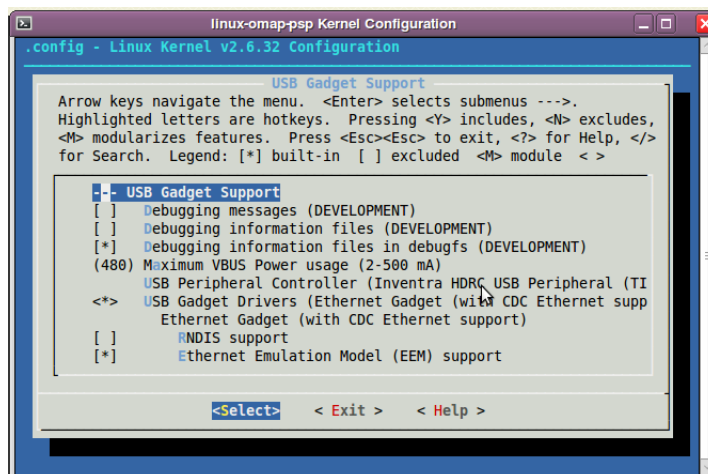 linux-omap-psp Kernel Configuration
.config - Linux Kernel v2.6.32 Configuration
USB Gadget Support
Arrow keys navigate the menu.  <Enter> selects submenus --->.
Highlighted letters are hotkeys.  Pressing <Y> includes, <N> excludes,
<M> modularizes features.  Press <Esc><Esc> to exit, <?> for Help, </>
for Search.  Legend: [*] built-in  [ ] excluded  <M> module  < >
--- USB Gadget Support
[ ]   Debugging messages (DEVELOPMENT)
[ ]   Debugging information files (DEVELOPMENT)
[*]   Debugging information files in debugfs (DEVELOPMENT)
(480) Maximum VBUS Power usage (2-500 mA)
USB Peripheral Controller (Inventra HDRC USB Peripheral (TI
<*>   USB Gadget Drivers (Ethernet Gadget (with CDC Ethernet supp
Ethernet Gadget (with CDC Ethernet support)
[ ]       RNDIS support
[*]       Ethernet Emulation Model (EEM) support
<Select>    < Exit >    < Help >